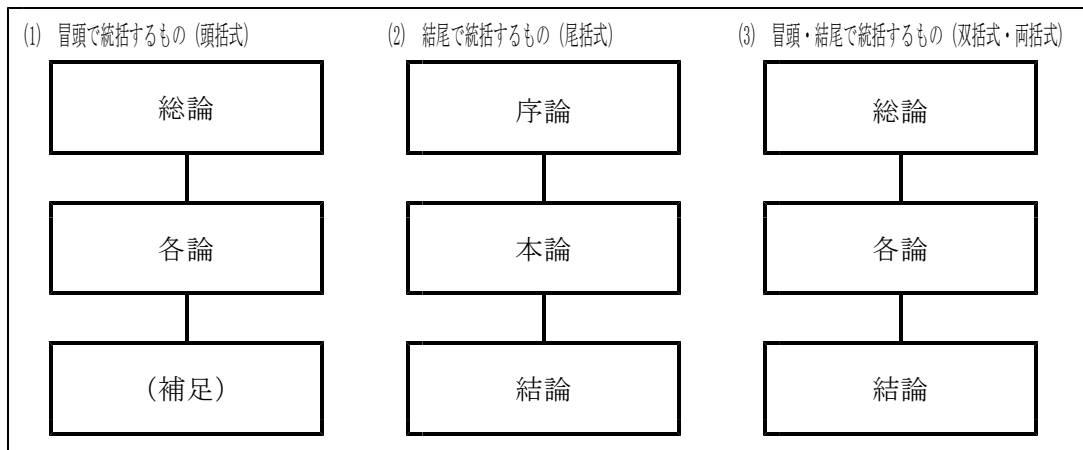 (1) 冒頭で統括するもの（頭括式）
総論
各論
（補足）
(2) 結尾で統括するもの（尾括式）
序論
本論
結論
(3) 冒頭・結尾で統括するもの（双括式・両括式）
総論
各論
結論